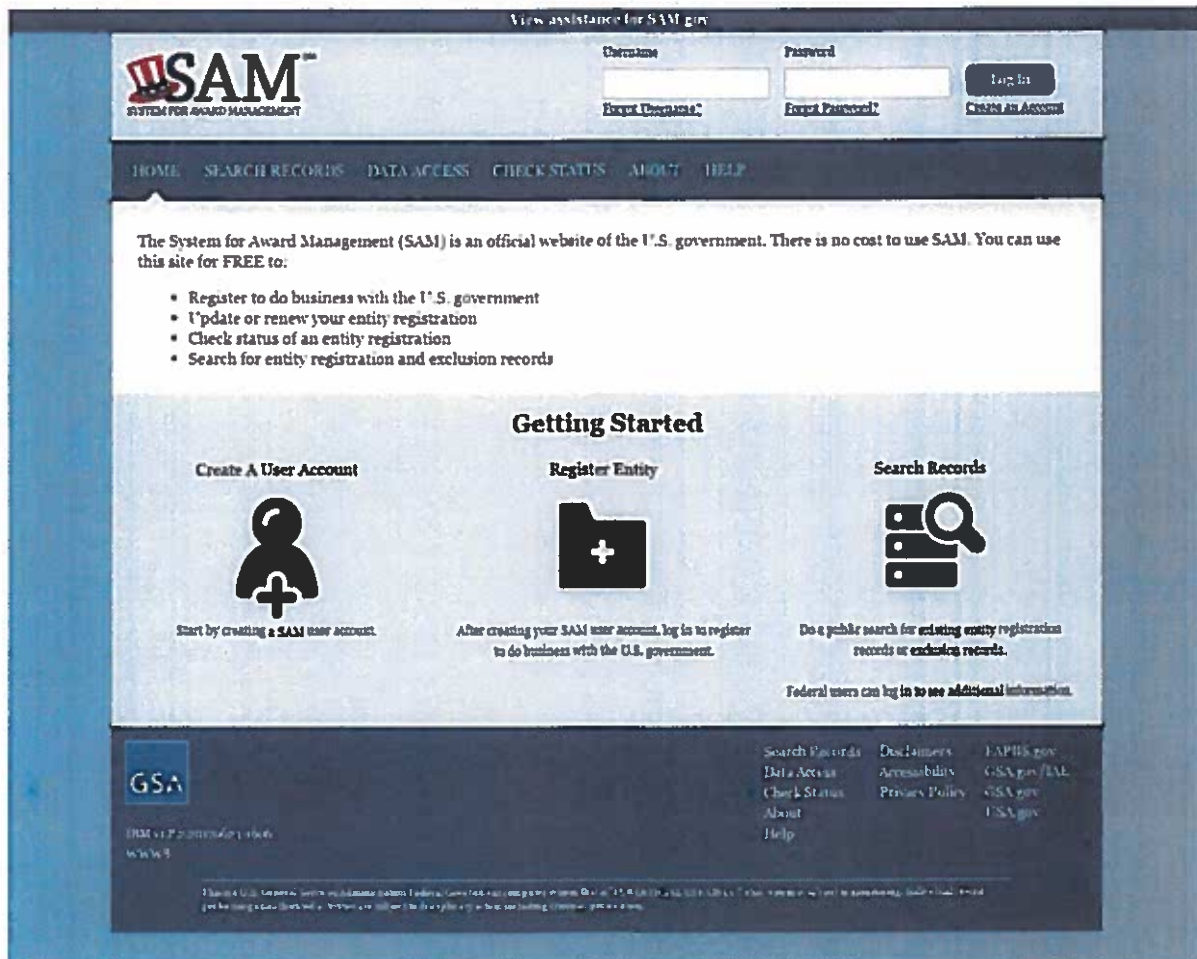 View assistance for SAM.gov
SAM
SYSTEM FOR AWARD MANAGEMENT
Username
Password
Log In
Forgot Username?
Forgot Password?
Create an Account
HOME SEARCH RECORDS DATA ACCESS CHECK STATUS ABOUT HELP
The System for Award Management (SAM) is an official website of the U.S. government. There is no cost to use SAM. You can use
this site for FREE to:
• Register to do business with the U.S. government
• Update or renew your entity registration
• Check status of an entity registration
• Search for entity registration and exclusion records
Getting Started
Create A User Account
Register Entity
Search Records
Start by creating a SAM user account.
After creating your SAM user account, log in to register
to do business with the U.S. government.
Do a public search for existing entity registration
records or exclusion records.
Federal users can log in to see additional information.
GSA
Search Records
Data Access
Check Status
About
Help
Disclaimers
Accessibility
Privacy Policy
FAPIIS.gov
GSA.gov/IAE
GSA.gov
USA.gov
WWW8